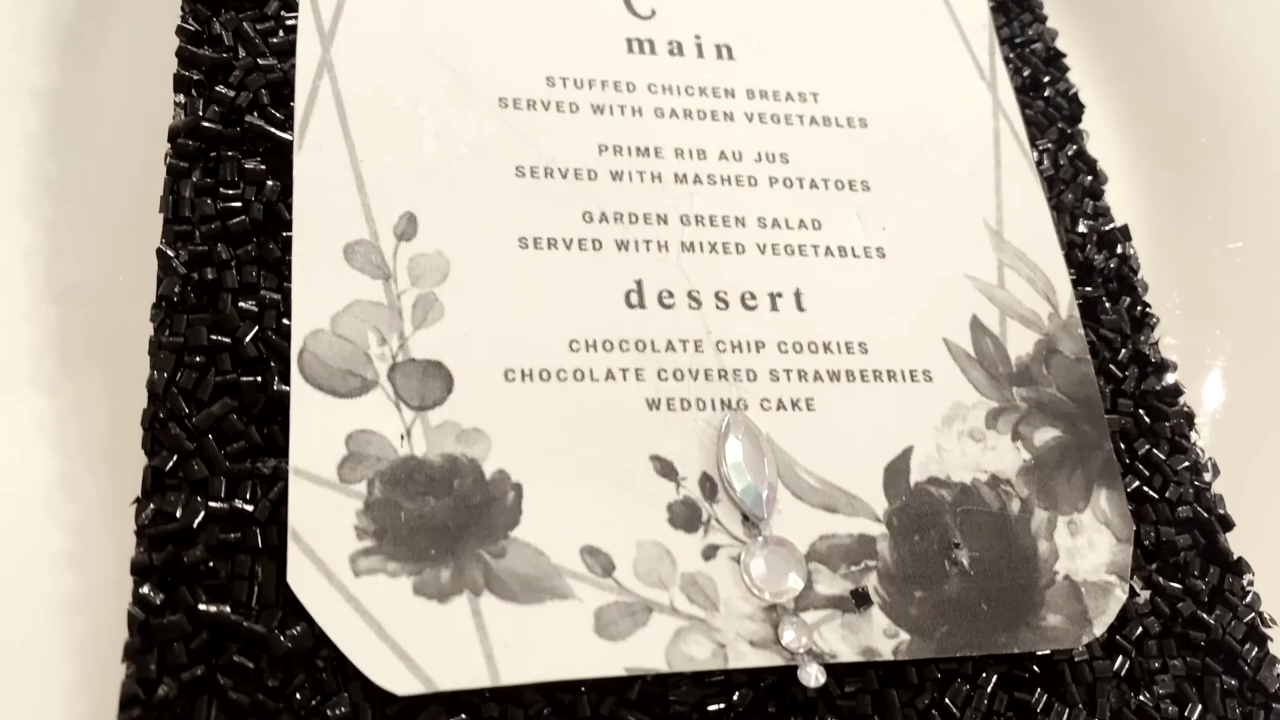 main
STUFFED CHICKEN BREAST
SERVED WITH GARDEN VEGETABLES
PRIME RIB AU JUS
SERVED WITH MASHED POTATOES
GARDEN GREEN SALAD
SERVED WITH MIXED VEGETABLES
dessert
CHOCOLATE CHIP COOKIES
CHOCOLATE COVERED STRAWBERRIES
WEDDING CAKE